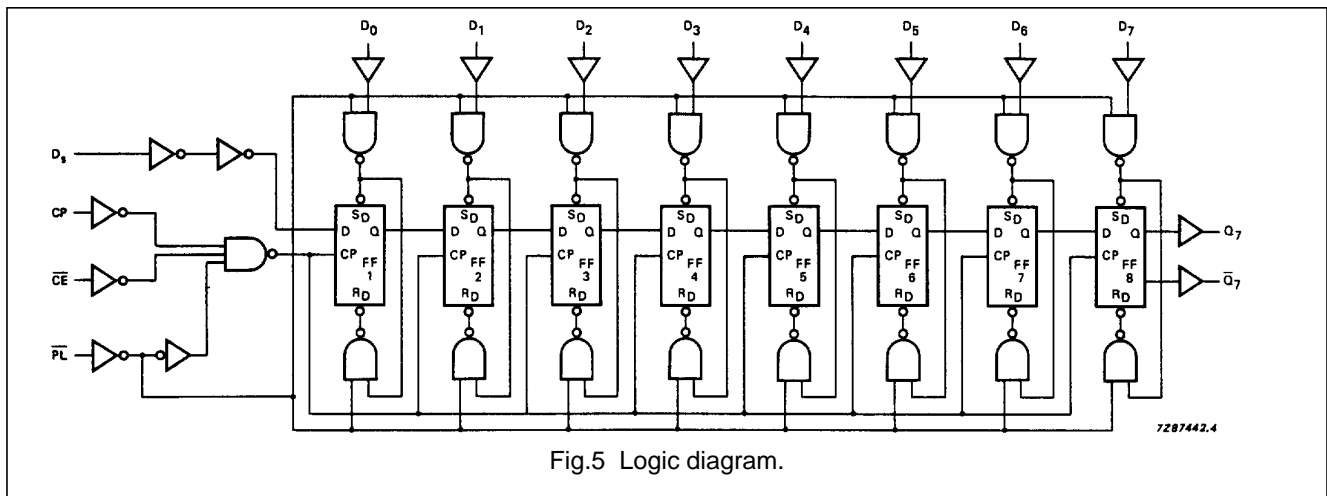 D0 D1 D2 D3 D4 D5 D6 D7
Ds
SD SD SD SD SD SD SD SD
D Q D Q D Q D Q D Q D Q D Q D Q
Q7
CP
CP CP CP CP CP CP CP CP
FF 1 FF 2 FF 3 FF 4 FF 5 FF 6 FF 7 FF 8
C̅E̅
Q̅7
RD RD RD RD RD RD RD RD
P̅L̅
7Z87442.4
Fig.5 Logic diagram.